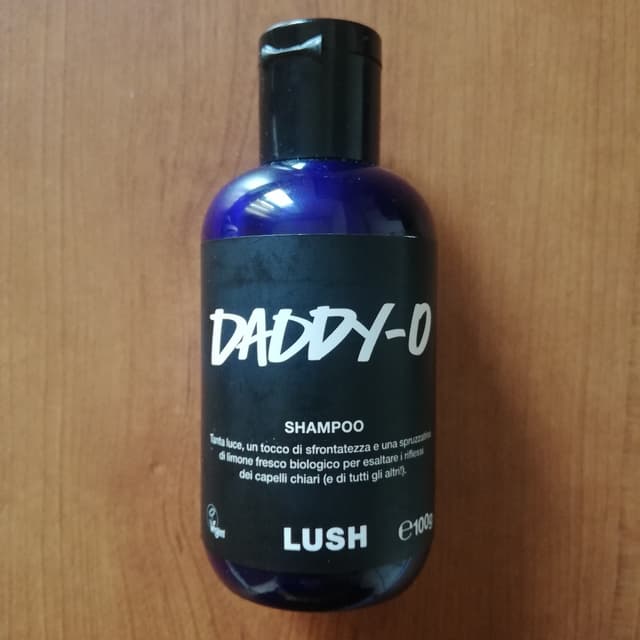 DADDY-O
SHAMPOO
Tanta luce, un tocco di sfrontatezza e una spruzzatina
di limone fresco biologico per esaltare i riflessi
dei capelli chiari (e di tutti gli altri!).
Vegan
LUSH
℮100g